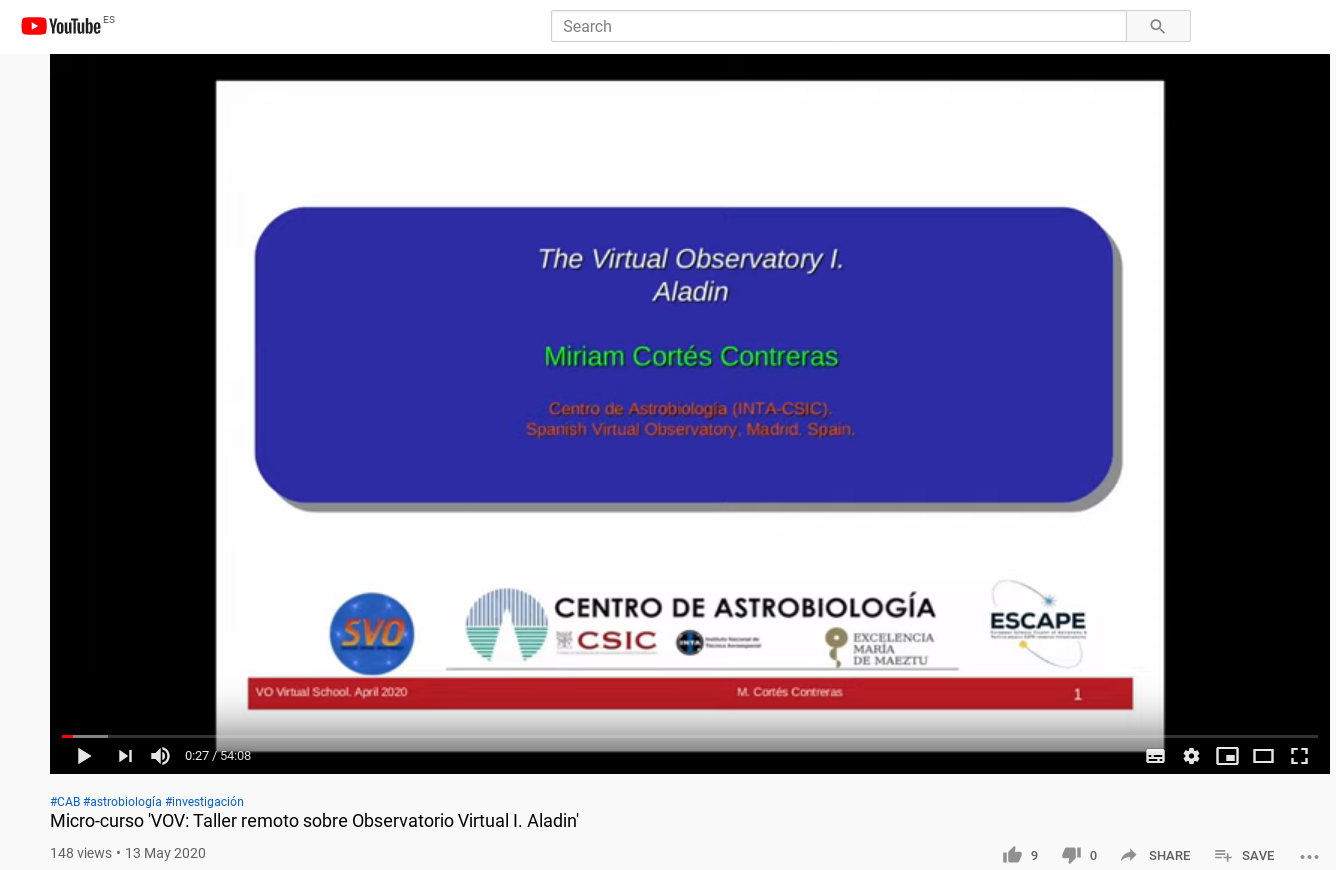 YouTube ES
Search
The Virtual Observatory I.
Aladin
Miriam Cortés Contreras
Centro de Astrobiología (INTA-CSIC).
Spanish Virtual Observatory, Madrid. Spain.
SVO
CENTRO DE ASTROBIOLOGÍA
CSIC
INTA
Instituto Nacional de
Técnica Aeroespacial
EXCELENCIA
MARÍA
DE MAEZTU
ESCAPE
VO Virtual School. April 2020
M. Cortés Contreras
1
0:27 / 54:08
#CAB #astrobiología #investigación
Micro-curso 'VOV: Taller remoto sobre Observatorio Virtual I. Aladin'
148 views • 13 May 2020
9
0
SHARE
SAVE